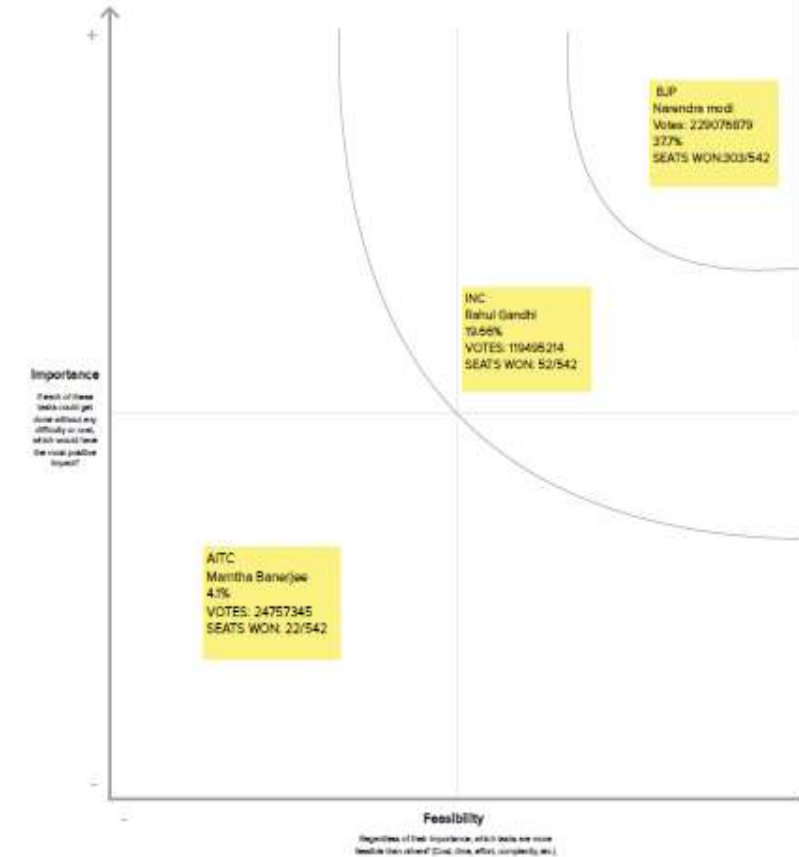 +
BJP
Narendra modi
Votes: 229076879
37.7%
SEATS WON:303/542
INC
Rahul Gandhi
19.66%
VOTES: 119495214
SEATS WON: 52/542
Importance
If each of these
tasks could get
done without any
difficulty or cost,
which would have
the most positive
impact?
AITC
Mamtha Banerjee
4.1%
VOTES: 24757345
SEATS WON: 22/542
-
-
Feasibility
Regardless of their importance, which tasks are more
feasible than others? (Cost, time, effort, complexity, etc.)